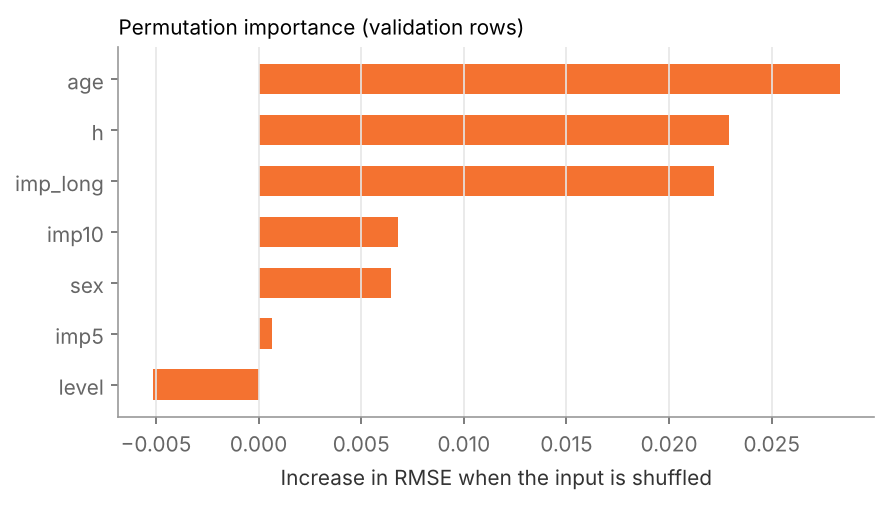 Permutation importance (validation rows)
age
h
imp_long
imp10
sex
imp5
level
−0.005 0.000 0.005 0.010 0.015 0.020 0.025
Increase in RMSE when the input is shuffled